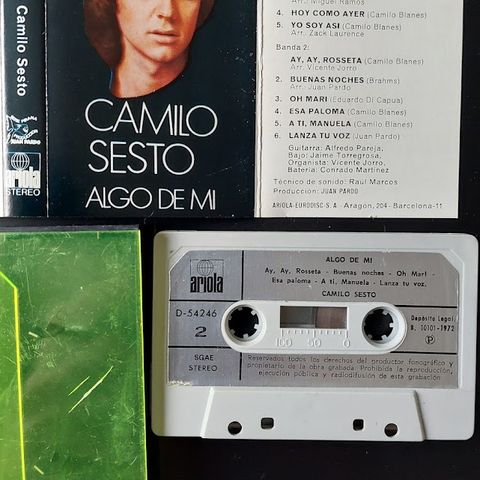 Camilo Sesto
JUAN PARDO
ariola
STEREO
CAMILO
SESTO
ALGO DE MI
Arr. Miguel Ramos
4. HOY COMO AYER (Camilo Blanes)
5. YO SOY ASI (Camilo Blanes)
Arr. Zack Laurence
Banda 2:
AY, AY, ROSSETA (Camilo Blanes)
Arr. Vicente Jorro
2. BUENAS NOCHES (Brahms)
Arr.: Juan Pardo
3. OH MARI (Eduardo Di Capua)
4. ESA PALOMA (Camilo Blanes)
5. A TI, MANUELA (Camilo Blanes)
6. LANZA TU VOZ (Juan Pardo)
Guitarra: Alfredo Pareja,
Bajo: Jaime Torregrosa,
Organista: Vicente Jorro,
Batería: Conrado Martínez
Técnico de sonido: Raúl Marcos
Producción: JUAN PARDO
ARIOLA-EURODISC-S. A. - Aragón, 204 - Barcelona-11
ariola
ALGO DE MI
Ay, Ay, Rosseta - Buenas noches - Oh Mari -
Esa paloma - A ti, Manuela - Lanza tu voz.
CAMILO SESTO
D-54246
2
100 50 0
Depósito Legal
B. 10101-1972
P
SGAE
STEREO
Reservados todos los derechos del productor fonográfico y
propietario de la obra grabada. Prohibida la reproducción,
ejecución pública y radiodifusión de esta grabación